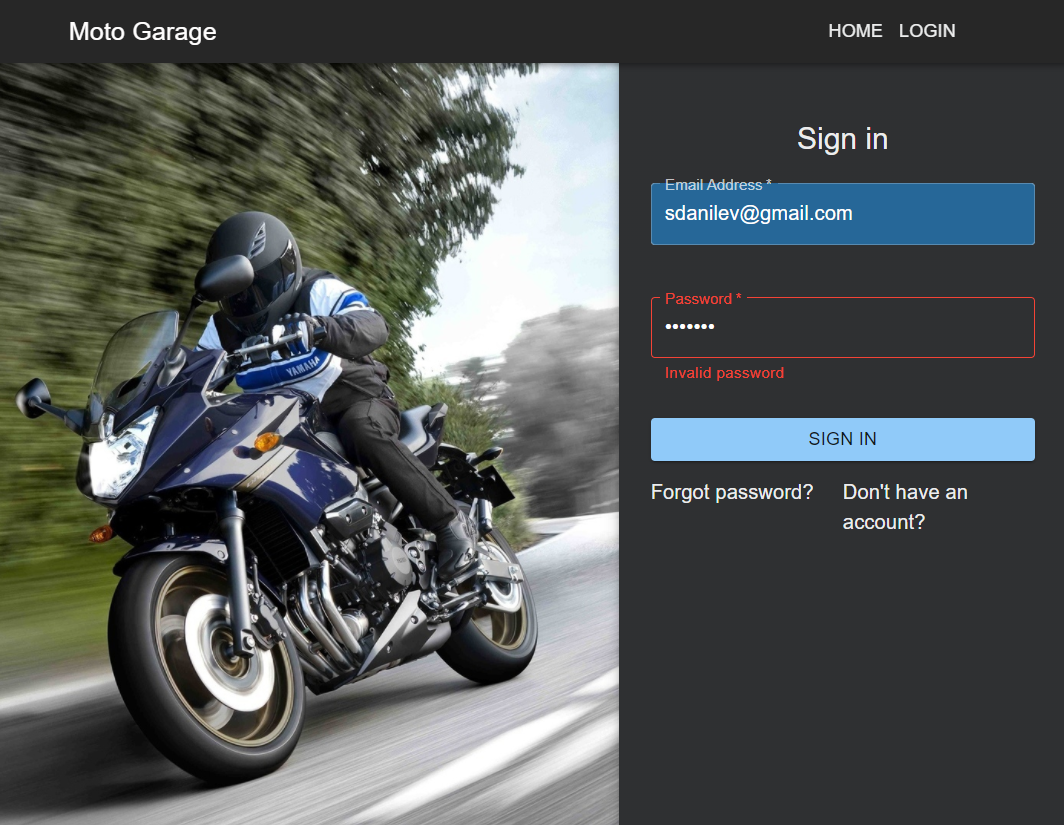 Moto Garage
HOME LOGIN
Sign in
Email Address *
sdanilev@gmail.com
Password *
•••••••
Invalid password
SIGN IN
Forgot password?
Don't have an
account?
YAMAHA